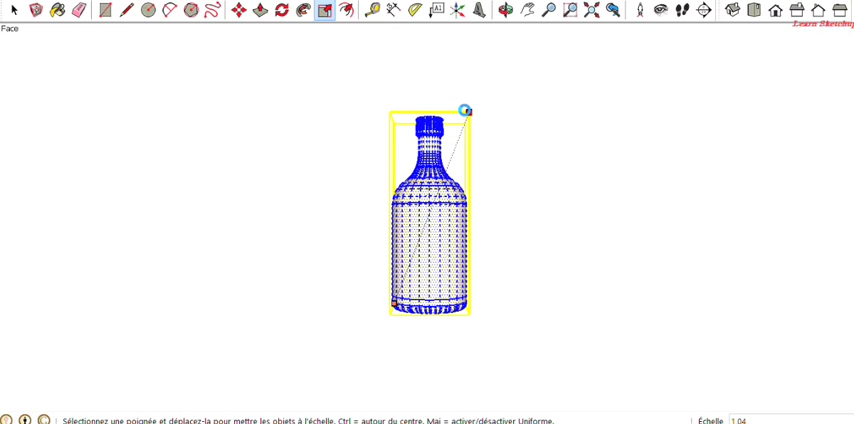 A1
Learn Sketchup
Face
Sélectionnez une poignée et déplacez-la pour mettre les objets à l'échelle. Ctrl = autour du centre. Maj = activer/désactiver Uniforme.
Échelle 1.04